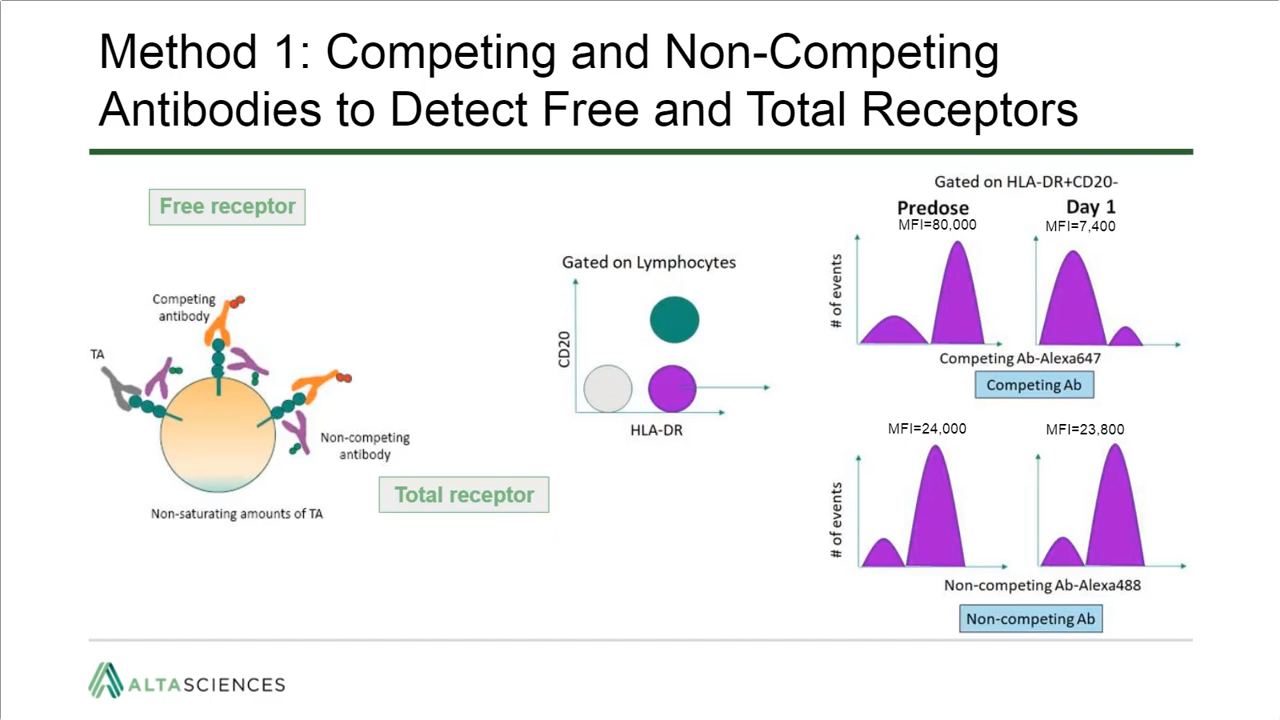 Method 1: Competing and Non-Competing
Antibodies to Detect Free and Total Receptors
Free receptor
Competing
antibody
TA
Non-competing
antibody
Total receptor
Non-saturating amounts of TA
Gated on Lymphocytes
CD20
HLA-DR
Gated on HLA-DR+CD20-
Predose
Day 1
MFI=80,000
MFI=7,400
# of events
Competing Ab-Alexa647
Competing Ab
MFI=24,000
MFI=23,800
# of events
Non-competing Ab-Alexa488
Non-competing Ab
ALTASCIENCES